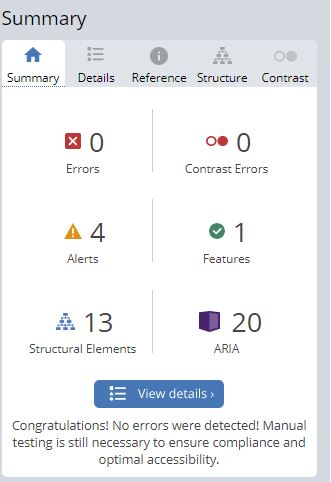 Summary
Summary Details Reference Structure Contrast
0 0
Errors Contrast Errors
4 1
Alerts Features
13 20
Structural Elements ARIA
View details ›
Congratulations! No errors were detected! Manual
testing is still necessary to ensure compliance and
optimal accessibility.